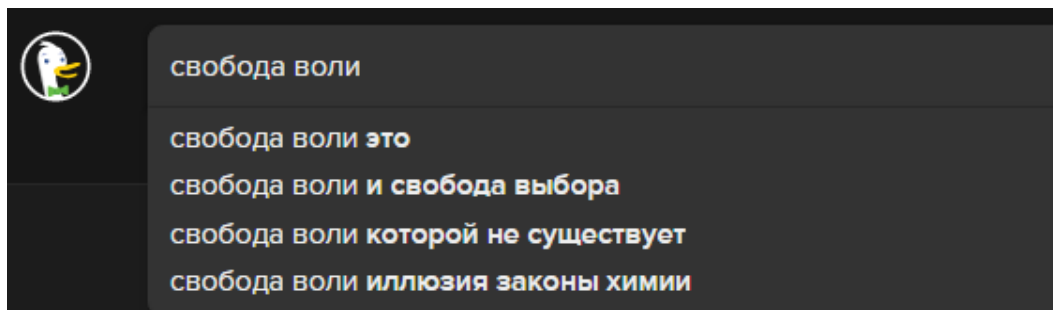 свобода воли
свобода воли это
свобода воли и свобода выбора
свобода воли которой не существует
свобода воли иллюзия законы химии